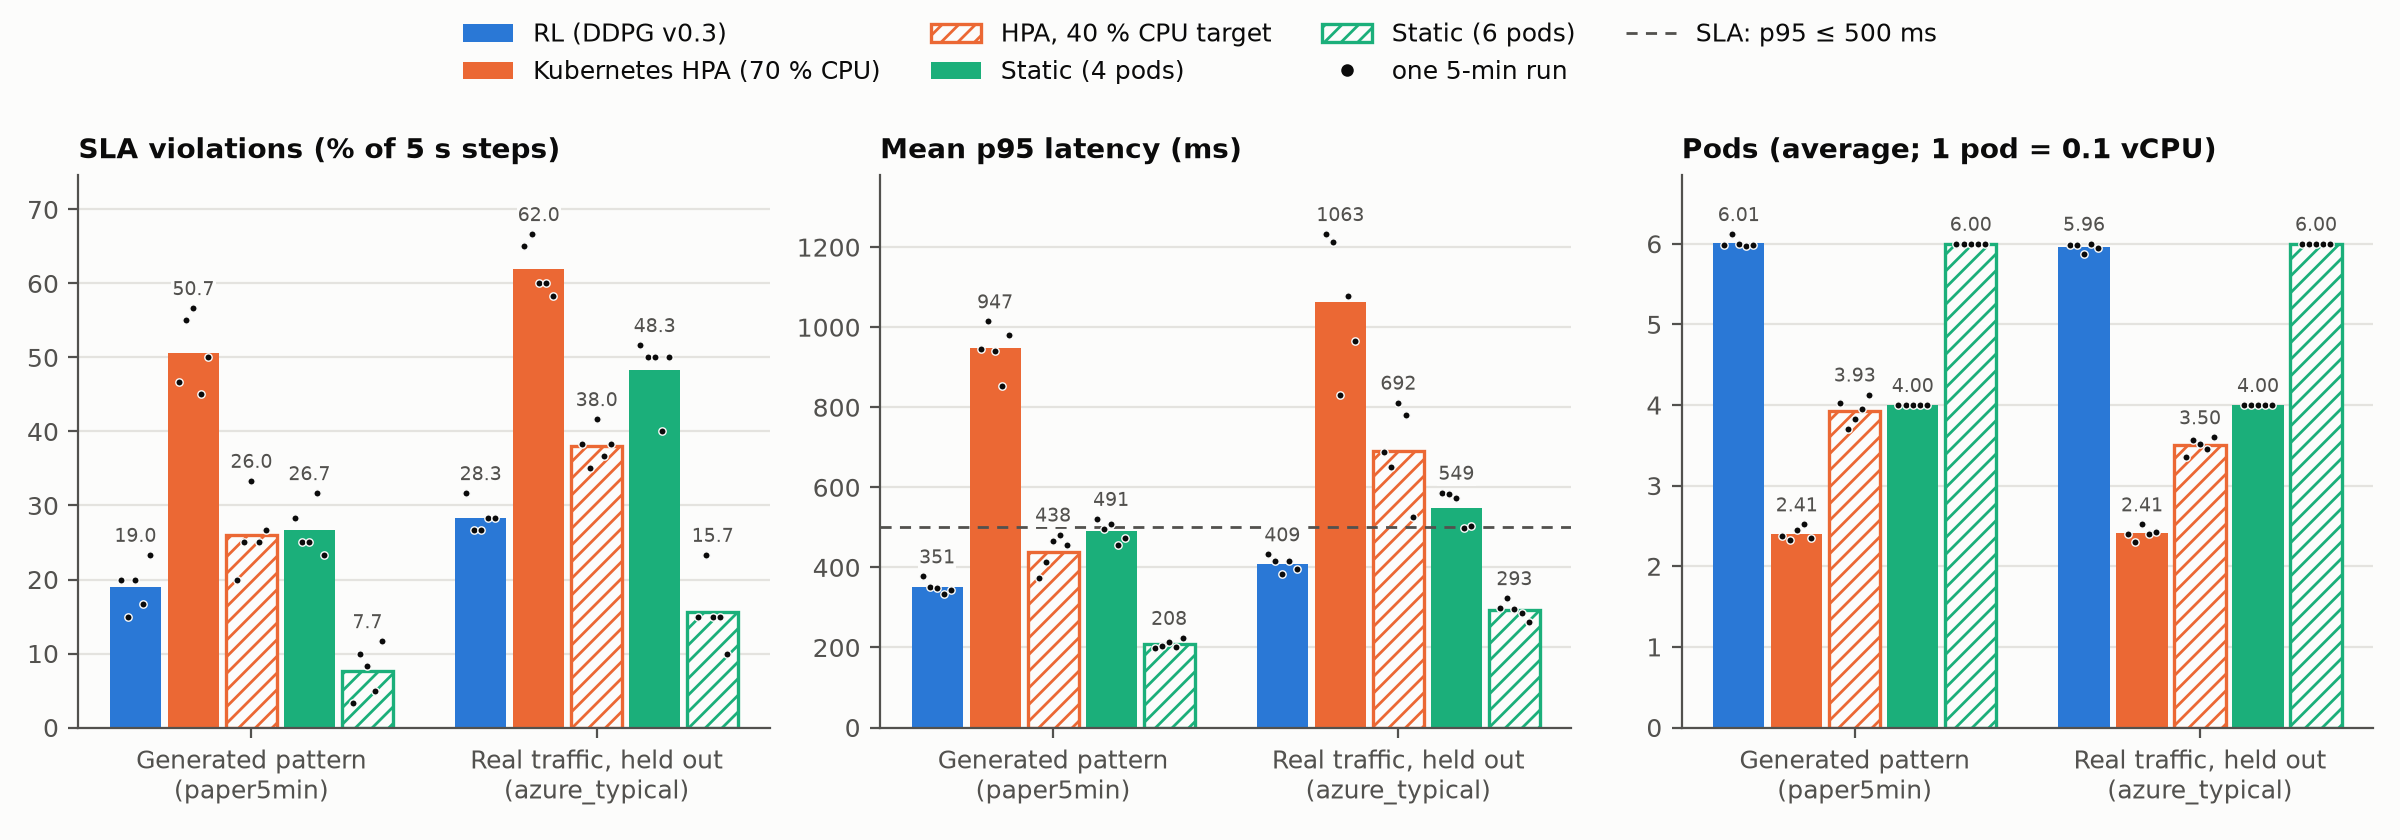 RL (DDPG v0.3)
Kubernetes HPA (70 % CPU)
HPA, 40 % CPU target
Static (4 pods)
Static (6 pods)
one 5-min run
SLA: p95 ≤ 500 ms
SLA violations (% of 5 s steps)
70
60
50
40
30
20
10
0
19.0
50.7
26.0
26.7
7.7
28.3
62.0
38.0
48.3
15.7
Generated pattern
(paper5min)
Real traffic, held out
(azure_typical)
Mean p95 latency (ms)
1200
1000
800
600
400
200
0
351
947
438
491
208
409
1063
692
549
293
Generated pattern
(paper5min)
Real traffic, held out
(azure_typical)
Pods (average; 1 pod = 0.1 vCPU)
6
5
4
3
2
1
0
6.01
2.41
3.93
4.00
6.00
5.96
2.41
3.50
4.00
6.00
Generated pattern
(paper5min)
Real traffic, held out
(azure_typical)